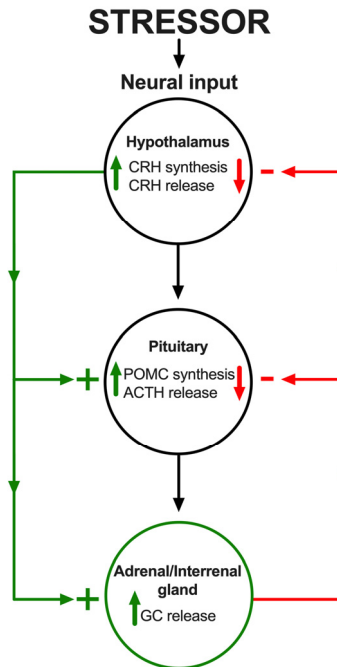 STRESSOR
Neural input
Hypothalamus
CRH synthesis
CRH release
-
Pituitary
+
POMC synthesis
ACTH release
-
Adrenal/Interrenal
gland
+
GC release